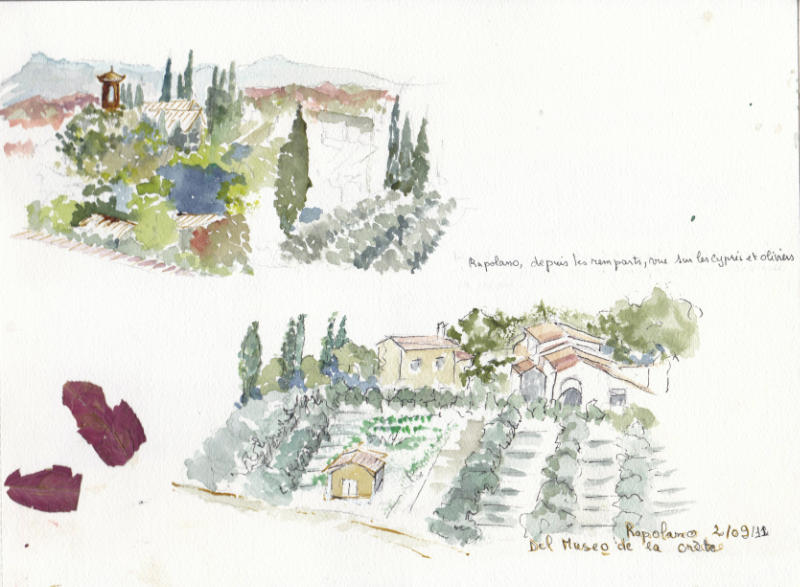 Rapolano, depuis les remparts, vue sur les cyprès et oliviers
Rapolano 2/09/11
Del Museo de la crète